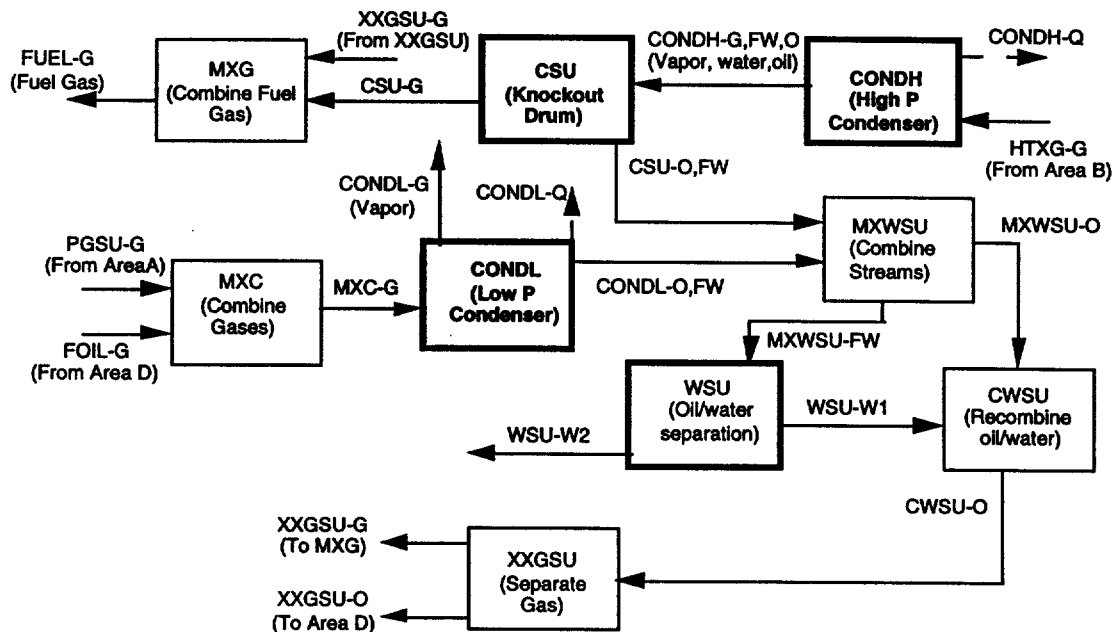 XXGSU-G
(From XXGSU)
FUEL-G
(Fuel Gas)
MXG
(Combine Fuel
Gas)
CSU-G
CSU
(Knockout
Drum)
CONDH-G,FW,O
(Vapor, water,oil)
CONDH
(High P
Condenser)
CONDH-Q
HTXG-G
(From Area B)
CSU-O,FW
CONDL-G
(Vapor)
CONDL-Q
MXWSU
(Combine
Streams)
MXWSU-O
PGSU-G
(From AreaA)
MXC
(Combine
Gases)
MXC-G
CONDL
(Low P
Condenser)
CONDL-O,FW
FOIL-G
(From Area D)
MXWSU-FW
WSU
(Oil/water
separation)
WSU-W1
CWSU
(Recombine
oil/water)
WSU-W2
CWSU-O
XXGSU-G
(To MXG)
XXGSU
(Separate
Gas)
XXGSU-O
(To Area D)